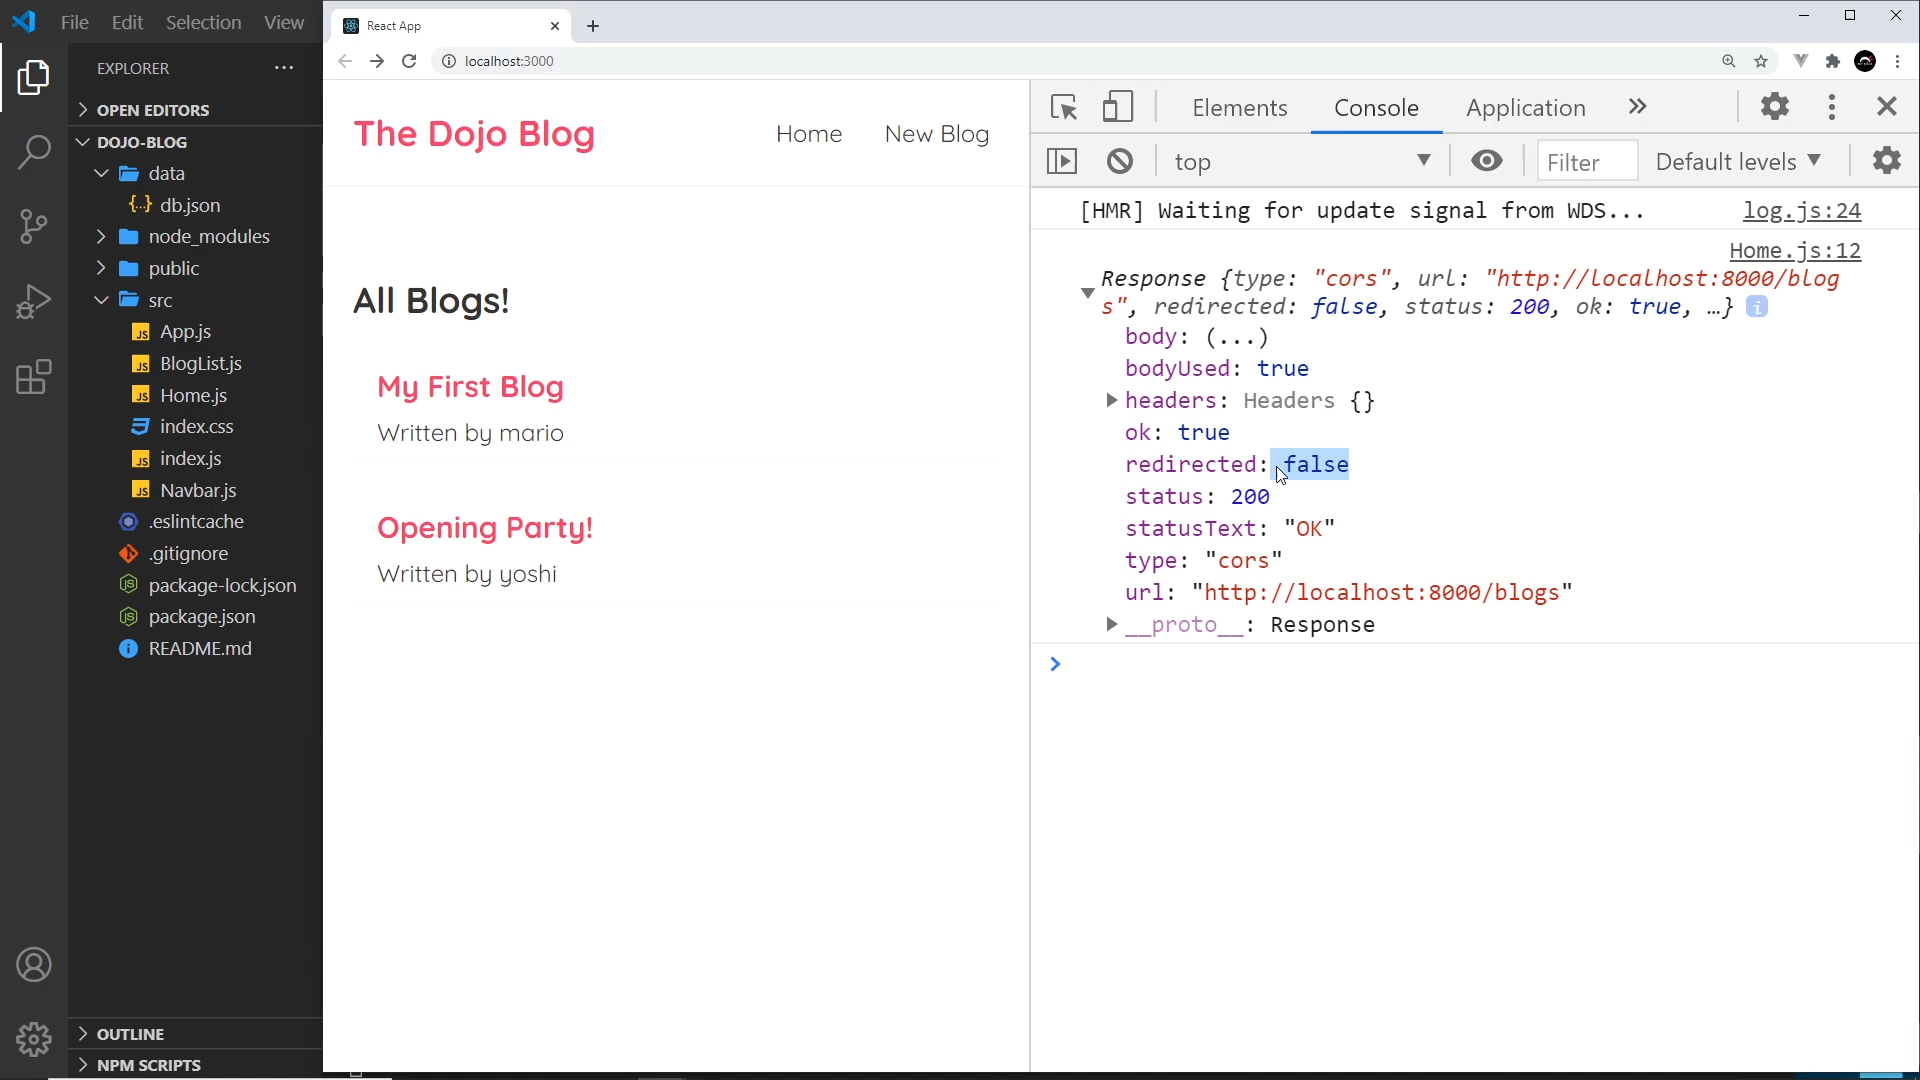 File Edit Selection View
EXPLORER
OPEN EDITORS
DOJO-BLOG
data
{..} db.json
node_modules
public
src
JS App.js
JS BlogList.js
JS Home.js
index.css
JS index.js
JS Navbar.js
.eslintcache
.gitignore
package-lock.json
package.json
README.md
OUTLINE
NPM SCRIPTS
React App
localhost:3000
The Dojo Blog
Home New Blog
All Blogs!
My First Blog
Written by mario
Opening Party!
Written by yoshi
Elements Console Application
top Filter Default levels
[HMR] Waiting for update signal from WDS... log.js:24
Home.js:12
Response {type: "cors", url: "http://localhost:8000/blog
s", redirected: false, status: 200, ok: true, …} i
body: (...)
bodyUsed: true
headers: Headers {}
ok: true
redirected: false
status: 200
statusText: "OK"
type: "cors"
url: "http://localhost:8000/blogs"
__proto__: Response